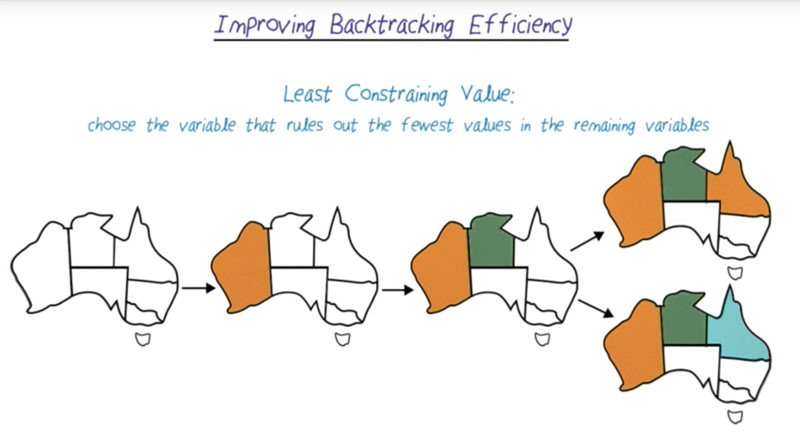 Improving Backtracking Efficiency
Least Constraining Value:
choose the variable that rules out the fewest values in the remaining variables